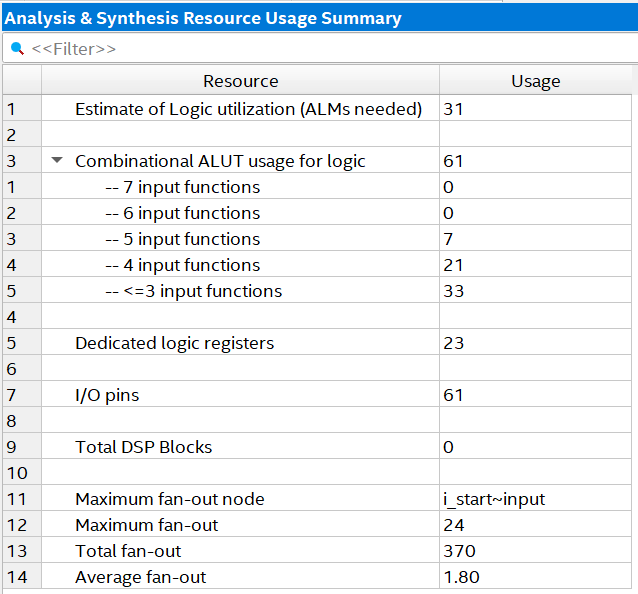 Analysis & Synthesis Resource Usage Summary
<<Filter>>
Resource Usage
1 Estimate of Logic utilization (ALMs needed) 31
2
3 Combinational ALUT usage for logic 61
1 -- 7 input functions 0
2 -- 6 input functions 0
3 -- 5 input functions 7
4 -- 4 input functions 21
5 -- <=3 input functions 33
4
5 Dedicated logic registers 23
6
7 I/O pins 61
8
9 Total DSP Blocks 0
10
11 Maximum fan-out node i_start~input
12 Maximum fan-out 24
13 Total fan-out 370
14 Average fan-out 1.80